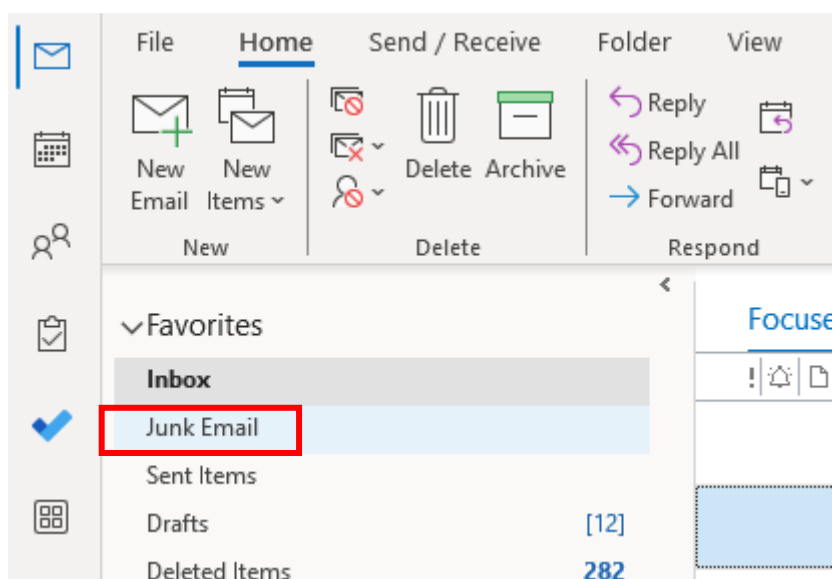 File Home Send / Receive Folder View
New Email
New Items
Delete Archive
Reply
Reply All
Forward
New Delete Respond
Favorites
Focuse
Inbox
Junk Email
Sent Items
Drafts [12]
Deleted Items 282